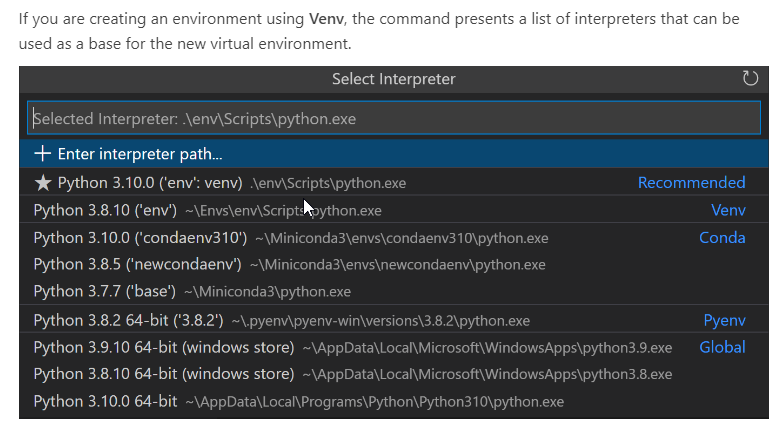 If you are creating an environment using Venv, the command presents a list of interpreters that can be
used as a base for the new virtual environment.
Select Interpreter
Selected Interpreter: .\env\Scripts\python.exe
+ Enter interpreter path...
★ Python 3.10.0 ('env': venv) .\env\Scripts\python.exe Recommended
Python 3.8.10 ('env') ~\Envs\env\Scripts\python.exe Venv
Python 3.10.0 ('condaenv310') ~\Miniconda3\envs\condaenv310\python.exe Conda
Python 3.8.5 ('newcondaenv') ~\Miniconda3\envs\newcondaenv\python.exe
Python 3.7.7 ('base') ~\Miniconda3\python.exe
Python 3.8.2 64-bit ('3.8.2') ~\.pyenv\pyenv-win\versions\3.8.2\python.exe Pyenv
Python 3.9.10 64-bit (windows store) ~\AppData\Local\Microsoft\WindowsApps\python3.9.exe Global
Python 3.8.10 64-bit (windows store) ~\AppData\Local\Microsoft\WindowsApps\python3.8.exe
Python 3.10.0 64-bit ~\AppData\Local\Programs\Python\Python310\python.exe